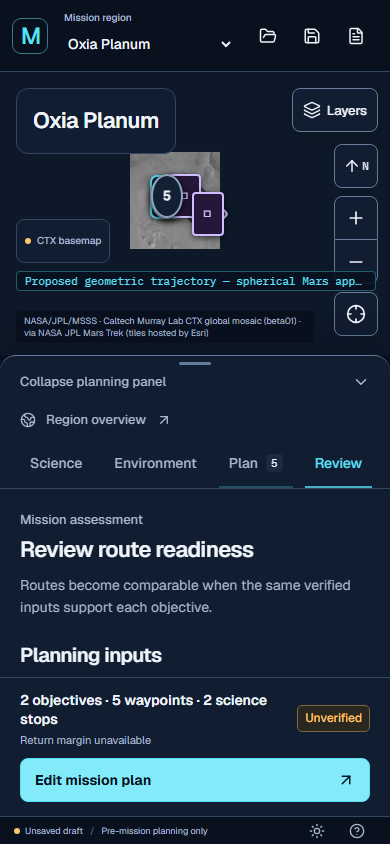 M
Mission region
Oxia Planum
Oxia Planum
Layers
N
5
CTX basemap
Proposed geometric trajectory — spherical Mars app…
NASA/JPL/MSSS · Caltech Murray Lab CTX global mosaic (beta01) ·
via NASA JPL Mars Trek (tiles hosted by Esri)
Collapse planning panel
Region overview
Science
Environment
Plan 5
Review
Mission assessment
Review route readiness
Routes become comparable when the same verified
inputs support each objective.
Planning inputs
2 objectives · 5 waypoints · 2 science
stops
Unverified
Return margin unavailable
Edit mission plan
Unsaved draft / Pre-mission planning only